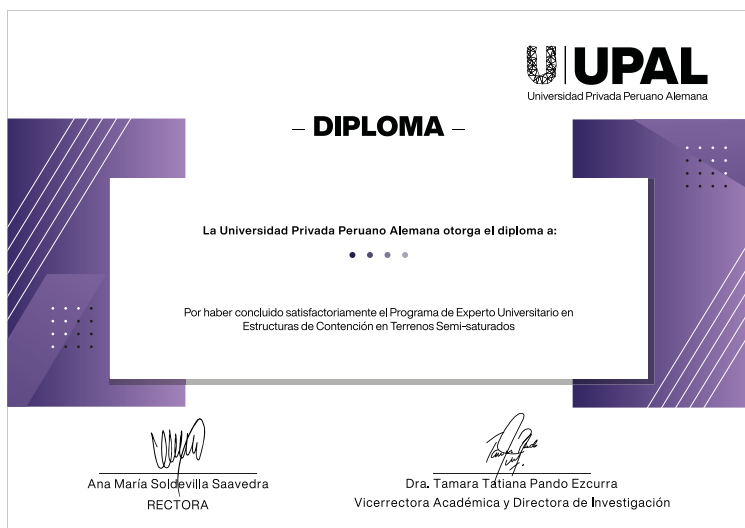 UPAL
Universidad Privada Peruano Alemana
– DIPLOMA –
La Universidad Privada Peruano Alemana otorga el diploma a:
Por haber concluido satisfactoriamente el Programa de Experto Universitario en
Estructuras de Contención en Terrenos Semi-saturados
Ana María Soldevilla Saavedra
RECTORA
Dra. Tamara Tatiana Pando Ezcurra
Vicerrectora Académica y Directora de Investigación